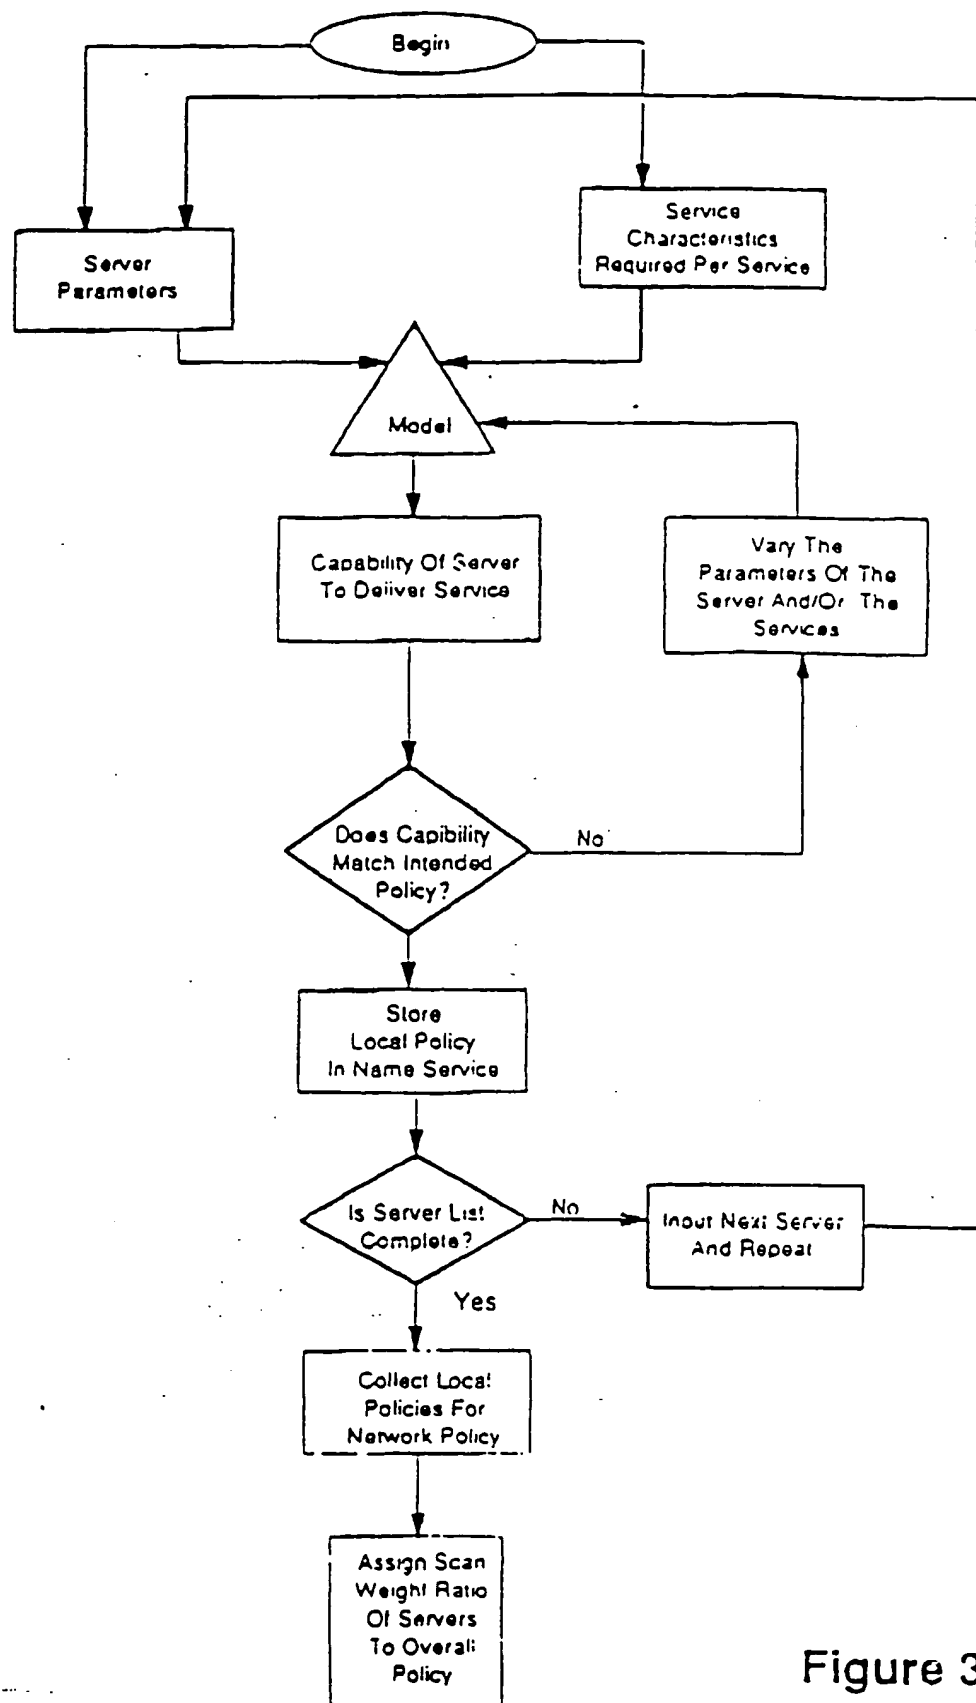 Begin
Server
Parameters
Service
Characteristics
Required Per Service
Model
Capability Of Server
To Deliver Service
Vary The
Parameters Of The
Server And/Or The
Services
Does Capibility
Match Intended
Policy?
No
Store
Local Policy
In Name Service
Is Server List
Complete?
No
Input Next Server
And Repeat
Yes
Collect Local
Policies For
Network Policy
Assign Scan
Weight Ratio
Of Servers
To Overall
Policy
Figure 3